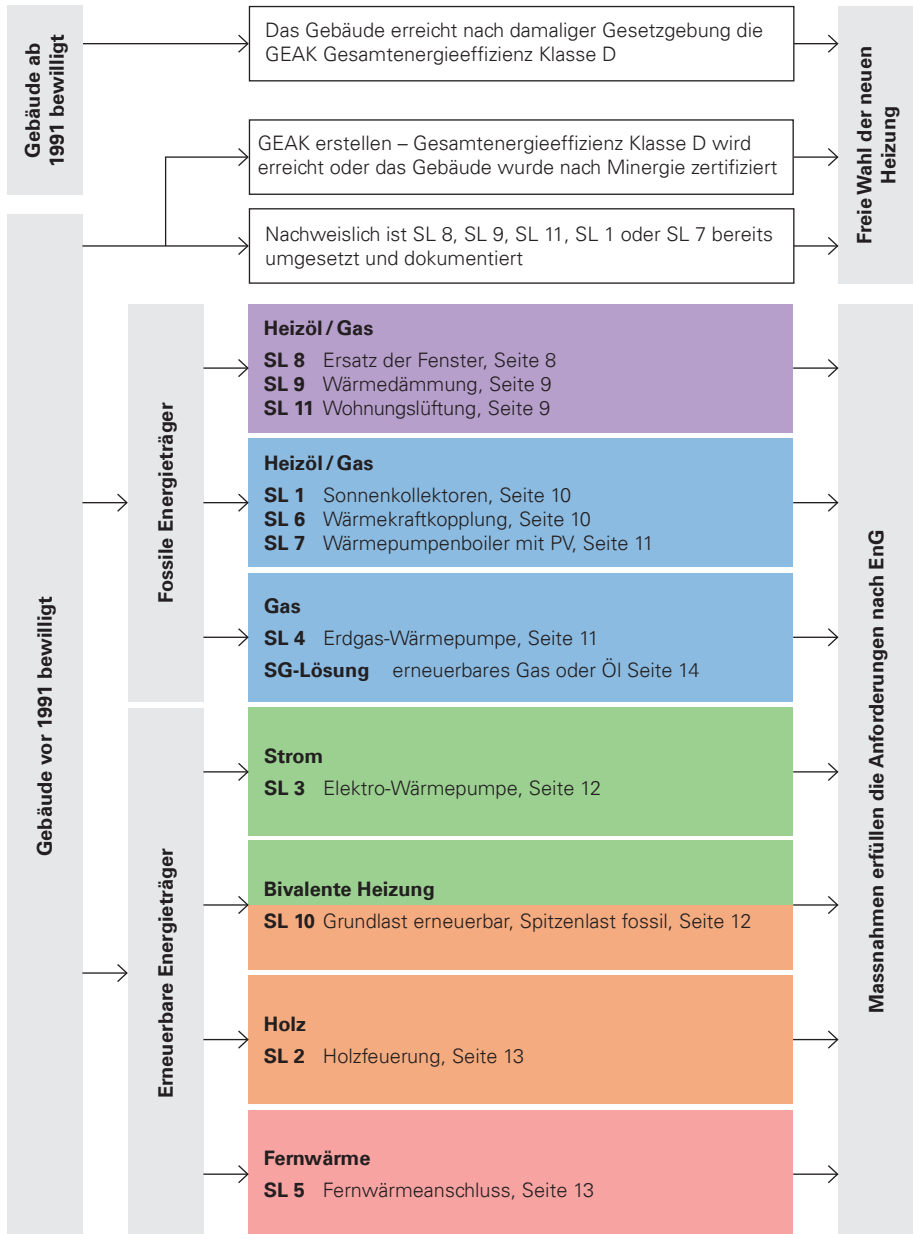 Gebäude ab
1991 bewilligt
Das Gebäude erreicht nach damaliger Gesetzgebung die
GEAK Gesamtenergieeffizienz Klasse D
GEAK erstellen – Gesamtenergieeffizienz Klasse D wird
erreicht oder das Gebäude wurde nach Minergie zertifiziert
Nachweislich ist SL 8, SL 9, SL 11, SL 1 oder SL 7 bereits
umgesetzt und dokumentiert
Freie Wahl der neuen
Heizung
Gebäude vor 1991 bewilligt
Fossile Energieträger
Heizöl / Gas
SL 8 Ersatz der Fenster, Seite 8
SL 9 Wärmedämmung, Seite 9
SL 11 Wohnungslüftung, Seite 9
Heizöl / Gas
SL 1 Sonnenkollektoren, Seite 10
SL 6 Wärmekraftkopplung, Seite 10
SL 7 Wärmepumpenboiler mit PV, Seite 11
Gas
SL 4 Erdgas-Wärmepumpe, Seite 11
SG-Lösung erneuerbares Gas oder Öl Seite 14
Erneuerbare Energieträger
Strom
SL 3 Elektro-Wärmepumpe, Seite 12
Bivalente Heizung
SL 10 Grundlast erneuerbar, Spitzenlast fossil, Seite 12
Holz
SL 2 Holzfeuerung, Seite 13
Fernwärme
SL 5 Fernwärmeanschluss, Seite 13
Massnahmen erfüllen die Anforderungen nach EnG